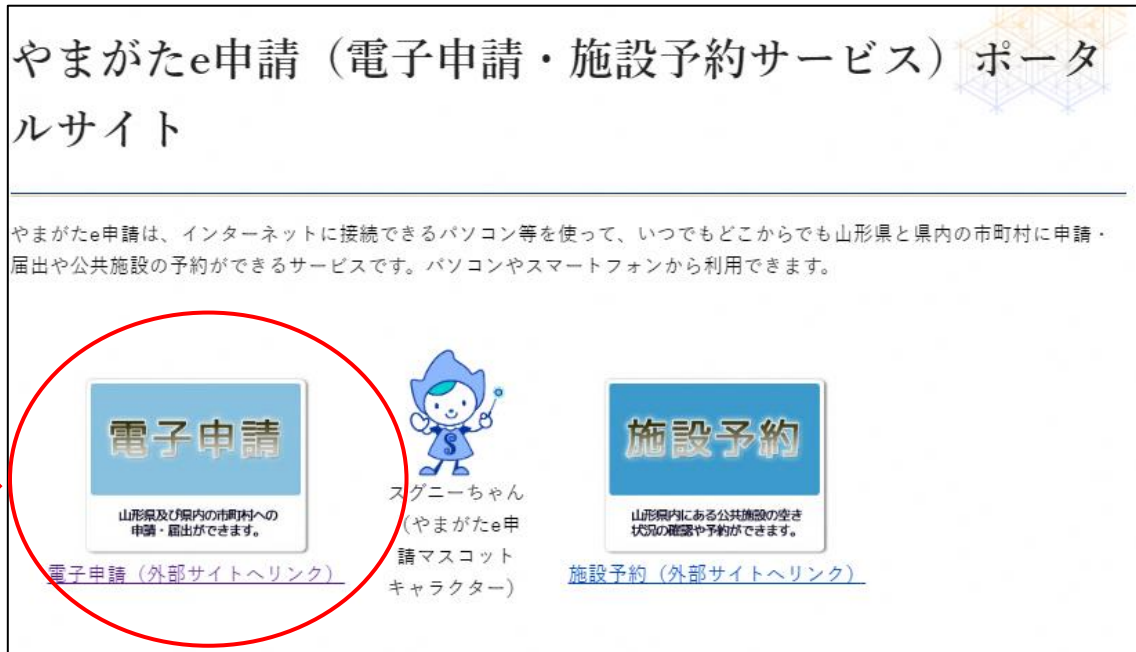 やまがたe申請（電子申請・施設予約サービス）ポータ
ルサイト
やまがたe申請は、インターネットに接続できるパソコン等を使って、いつでもどこからでも山形県と県内の市町村に申請・
届出や公共施設の予約ができるサービスです。パソコンやスマートフォンから利用できます。
電子申請
山形県及び県内の市町村への
申請・届出ができます。
電子申請（外部サイトへリンク）
S
スグニーちゃん
（やまがたe申
請マスコット
キャラクター）
施設予約
山形県内にある公共施設の空き
状況の確認や予約ができます。
施設予約（外部サイトへリンク）